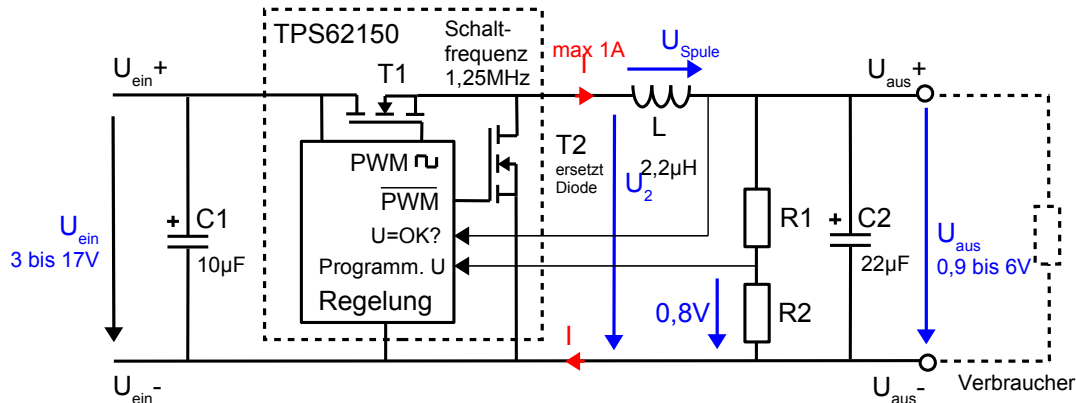 TPS62150
Schalt-
frequenz
1,25MHz
max 1A
I
U Spule
U ein +
T1
U aus +
L
2,2µH
T2
ersetzt
Diode
U 2
PWM
PWM
U=OK?
Programm. U
Regelung
+
C1
10µF
U ein
3 bis 17V
R1
+
C2
22µF
U aus
0,9 bis 6V
0,8V
R2
I
U ein -
U aus -
Verbraucher